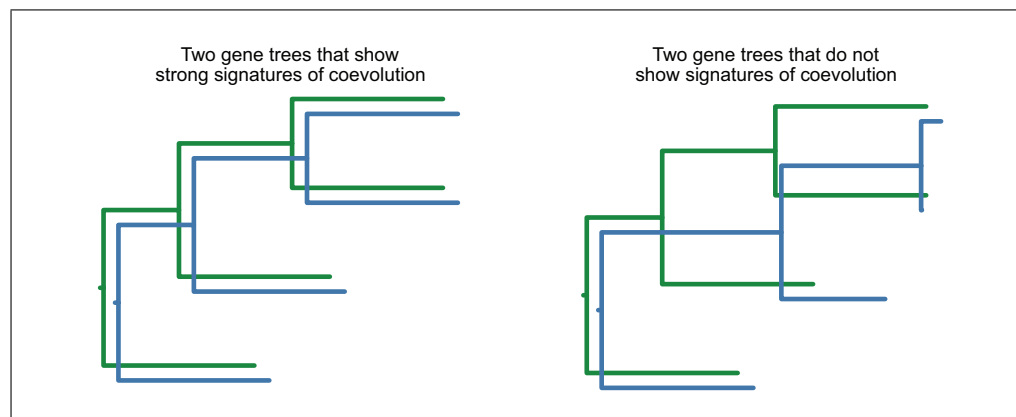 Two gene trees that show
strong signatures of coevolution
Two gene trees that do not
show signatures of coevolution